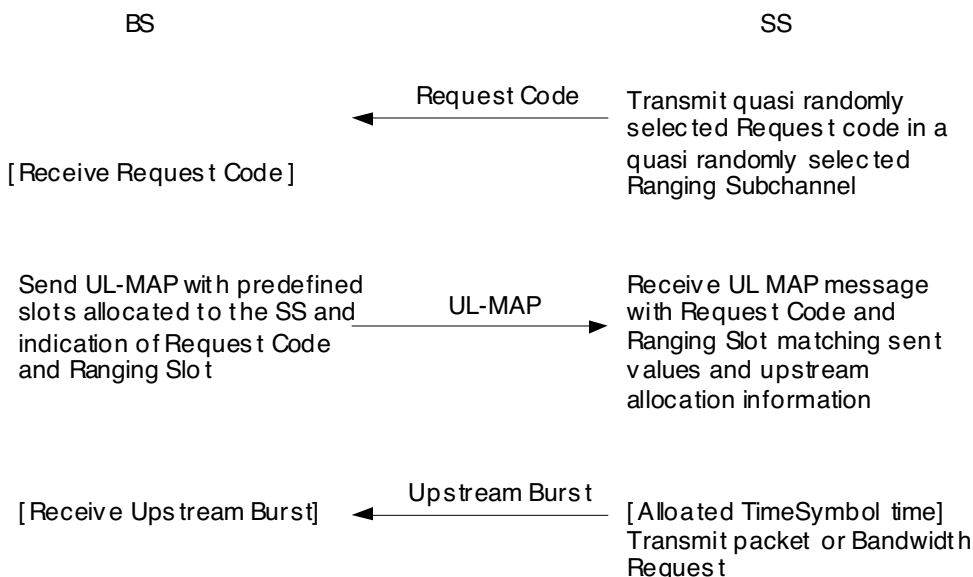 BS
SS
Request Code
Transmit quasi randomly
selected Request code in a
quasi randomly selected
Ranging Subchannel
[Receive Request Code]
Send UL-MAP with predefined
slots allocated to the SS and
indication of Request Code
and Ranging Slot
UL-MAP
Receive UL MAP message
with Request Code and
Ranging Slot matching sent
values and upstream
allocation information
[Receive Upstream Burst]
Upstream Burst
[Alloated TimeSymbol time]
Transmit packet or Bandwidth
Request